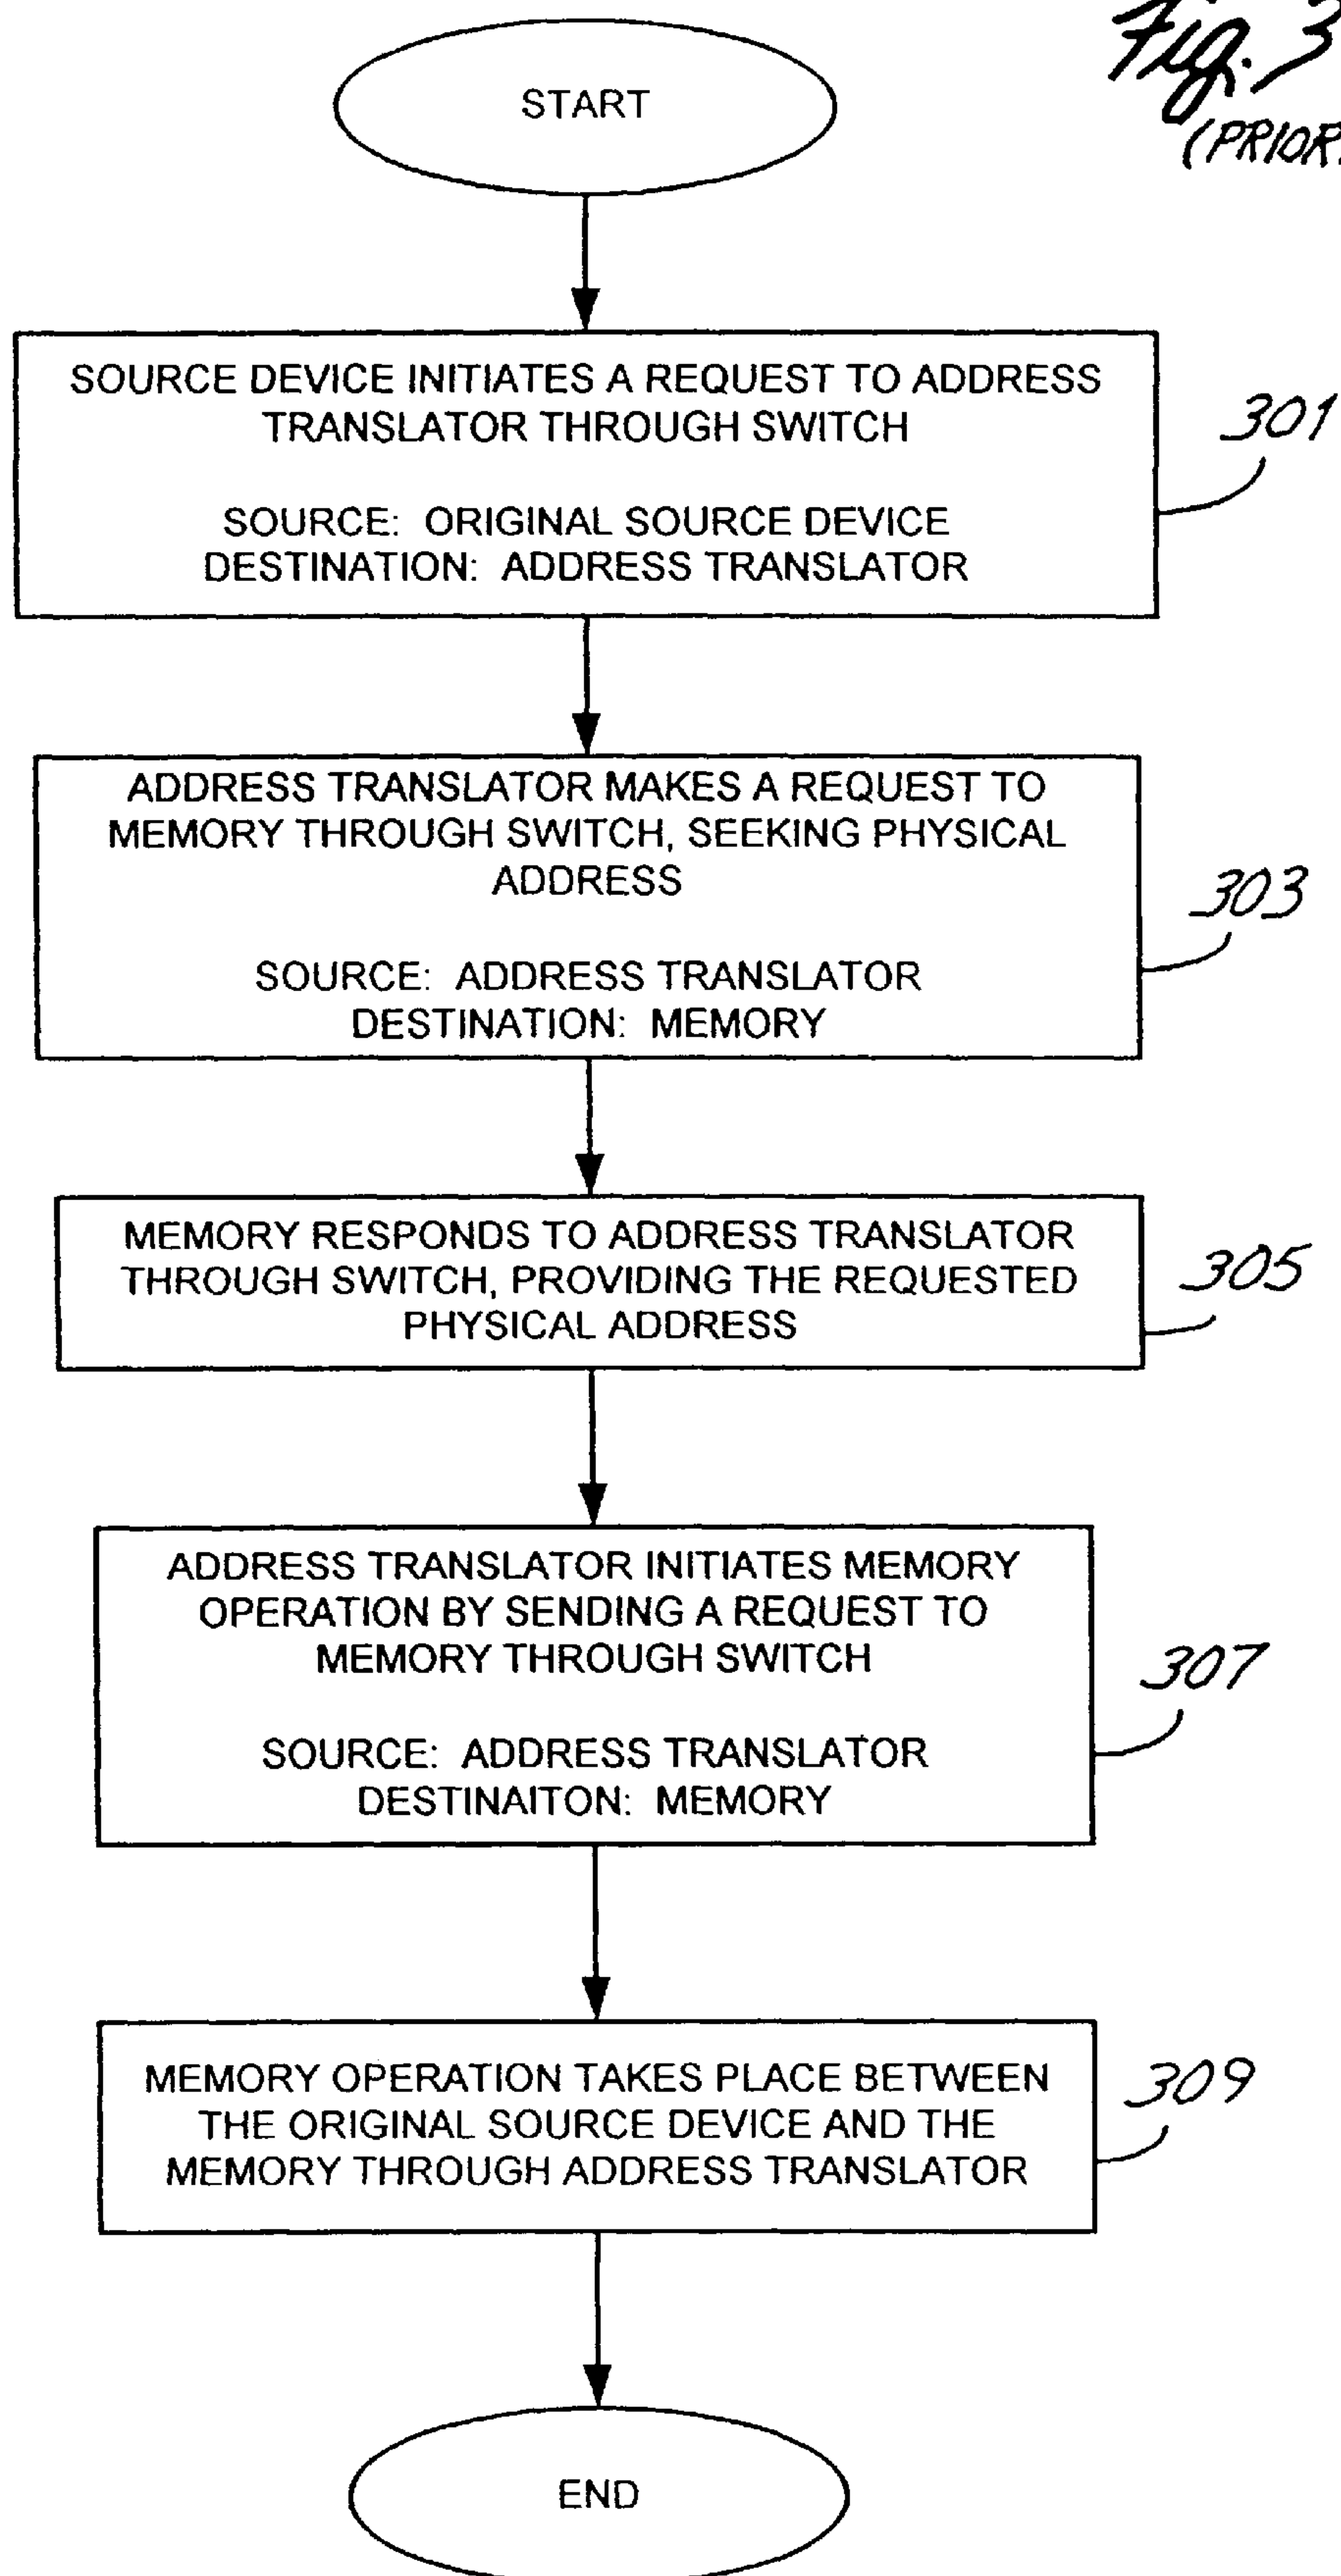 Fig. 3
(PRIOR
START
SOURCE DEVICE INITIATES A REQUEST TO ADDRESS
TRANSLATOR THROUGH SWITCH
SOURCE: ORIGINAL SOURCE DEVICE
DESTINATION: ADDRESS TRANSLATOR
301
ADDRESS TRANSLATOR MAKES A REQUEST TO
MEMORY THROUGH SWITCH, SEEKING PHYSICAL
ADDRESS
SOURCE: ADDRESS TRANSLATOR
DESTINATION: MEMORY
303
MEMORY RESPONDS TO ADDRESS TRANSLATOR
THROUGH SWITCH, PROVIDING THE REQUESTED
PHYSICAL ADDRESS
305
ADDRESS TRANSLATOR INITIATES MEMORY
OPERATION BY SENDING A REQUEST TO
MEMORY THROUGH SWITCH
SOURCE: ADDRESS TRANSLATOR
DESTINAITON: MEMORY
307
MEMORY OPERATION TAKES PLACE BETWEEN
THE ORIGINAL SOURCE DEVICE AND THE
MEMORY THROUGH ADDRESS TRANSLATOR
309
END